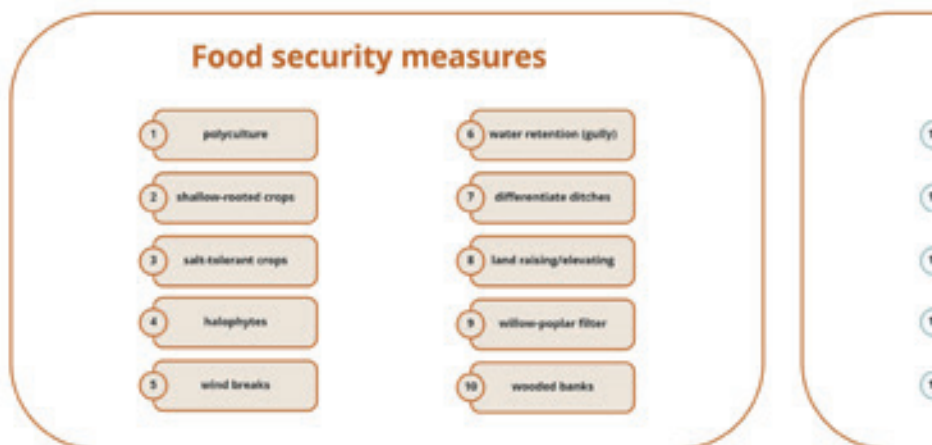 Food security measures
1 polyculture
2 shallow-rooted crops
3 salt-tolerant crops
4 halophytes
5 wind breaks
6 water retention (gully)
7 differentiate ditches
8 land raising/elevating
9 willow-poplar filter
10 wooded banks